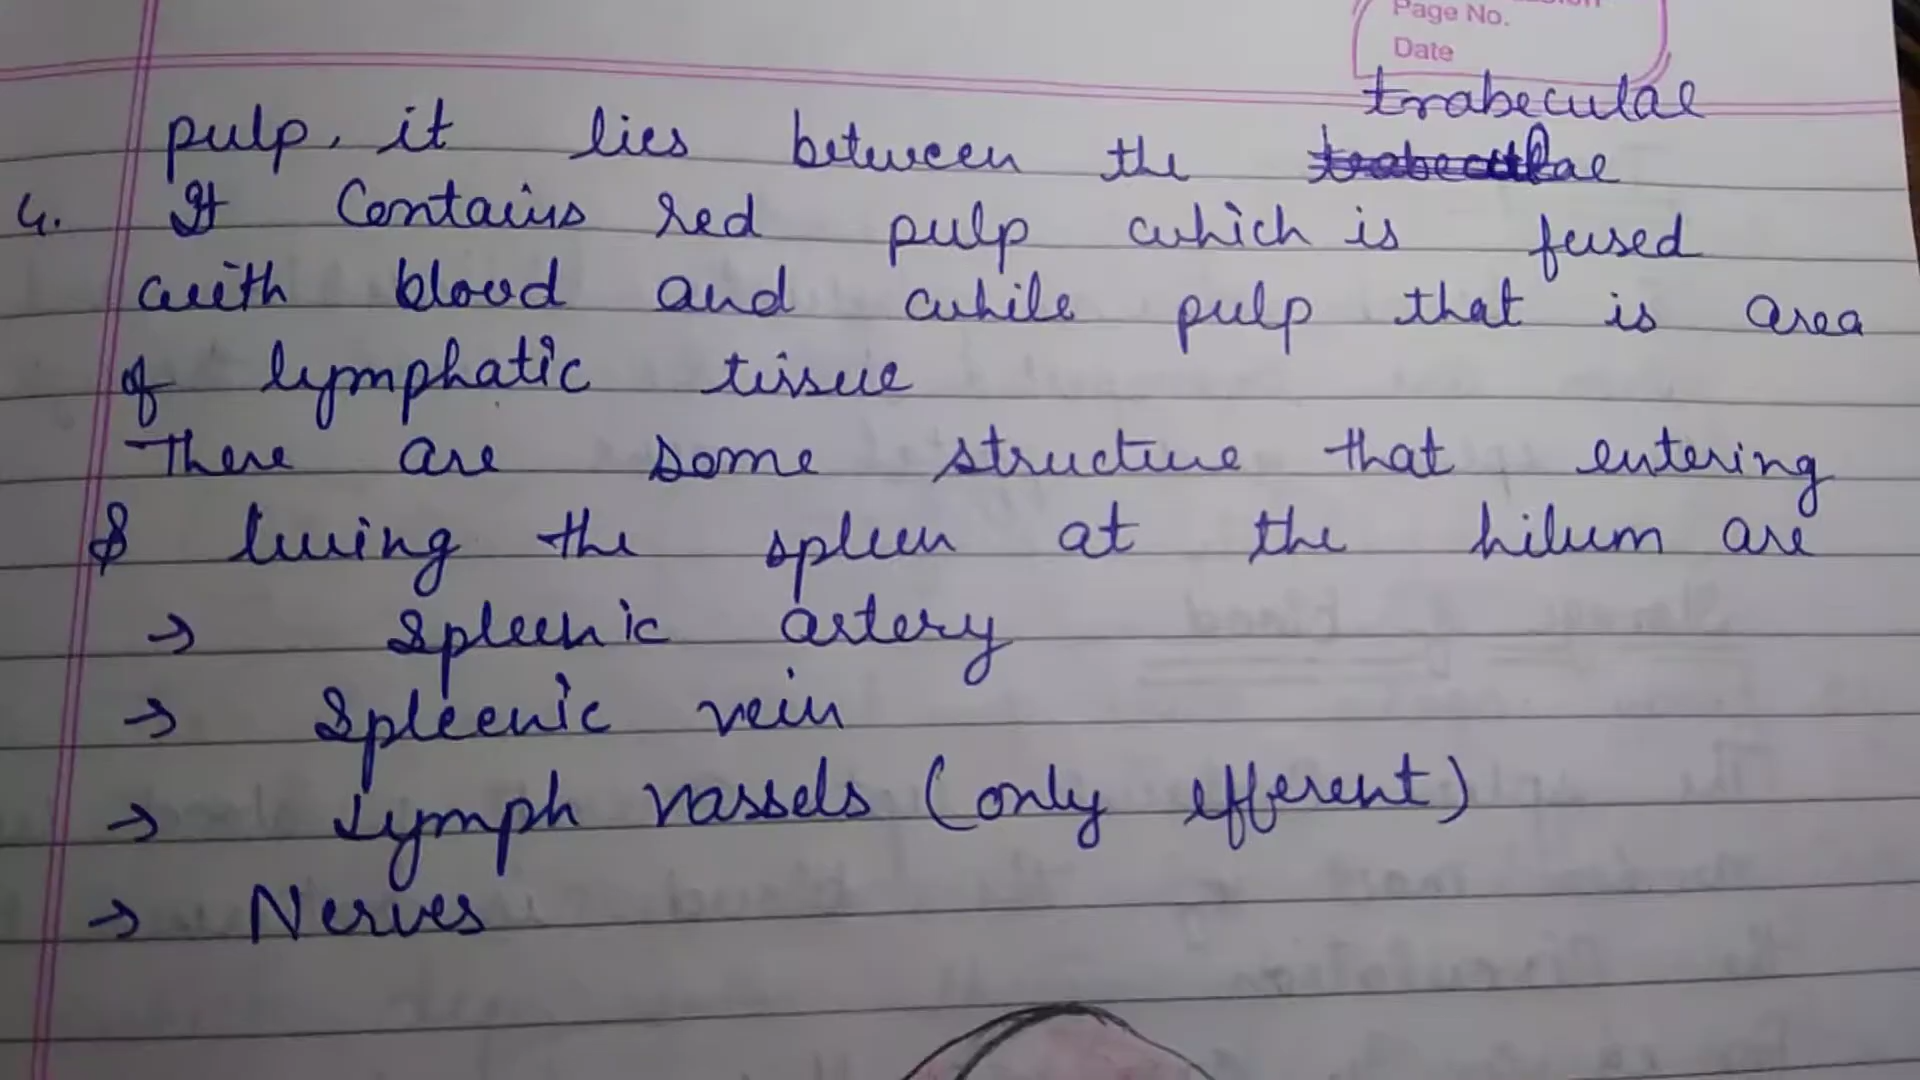 Page No.
Date
trabeculae
pulp, it lies between the
4. It Contains red pulp which is fused
with blood and while pulp that is area
of lymphatic tissue
There are some structure that entering
& living the spleen at the hilum are
→ Spleenic artery
→ Spleenic vein
→ Lymph vassels (only efferent)
→ Nerves